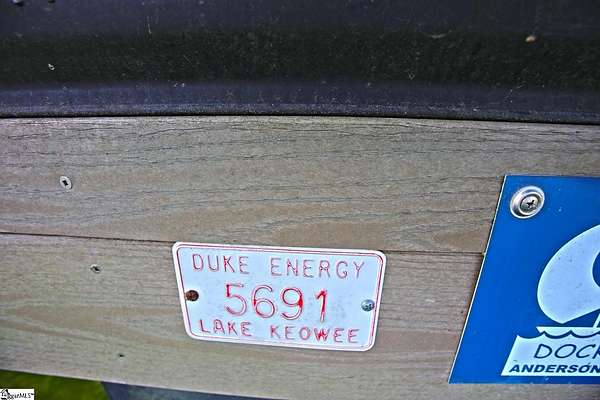 DUKE ENERGY
5691
LAKE KEOWEE
DOCK
ANDERSON